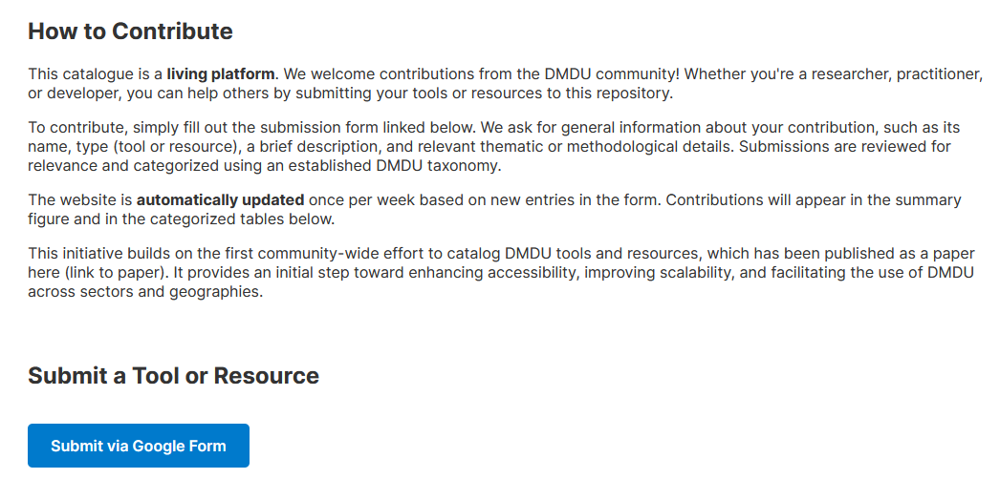 How to Contribute
This catalogue is a living platform. We welcome contributions from the DMDU community! Whether you're a researcher, practitioner,
or developer, you can help others by submitting your tools or resources to this repository.
To contribute, simply fill out the submission form linked below. We ask for general information about your contribution, such as its
name, type (tool or resource), a brief description, and relevant thematic or methodological details. Submissions are reviewed for
relevance and categorized using an established DMDU taxonomy.
The website is automatically updated once per week based on new entries in the form. Contributions will appear in the summary
figure and in the categorized tables below.
This initiative builds on the first community-wide effort to catalog DMDU tools and resources, which has been published as a paper
here (link to paper). It provides an initial step toward enhancing accessibility, improving scalability, and facilitating the use of DMDU
across sectors and geographies.
Submit a Tool or Resource
Submit via Google Form